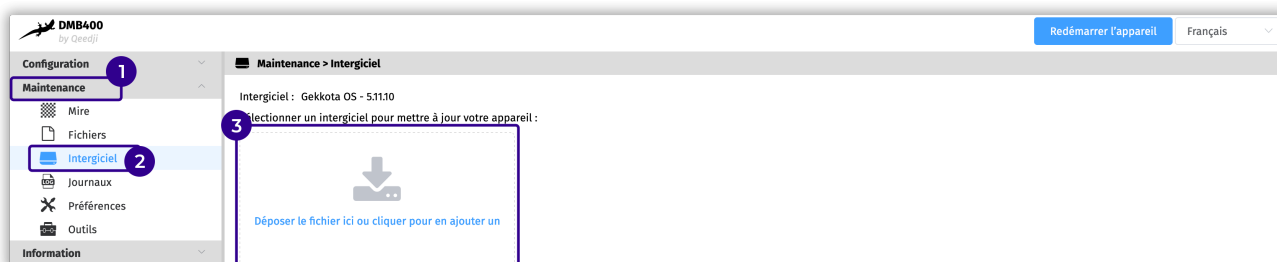 DMB400
by Qeedji
Redémarrer l'appareil
Français
Configuration
1
Maintenance > Intergiciel
Maintenance
Intergiciel : Gekkota OS - 5.11.10
Mire
lectionner un intergiciel pour mettre à jour votre appareil :
3
Fichiers
Intergiciel
2
LOG
Journaux
Préférences
Déposer le fichier ici ou cliquer pour en ajouter un
Outils
Information